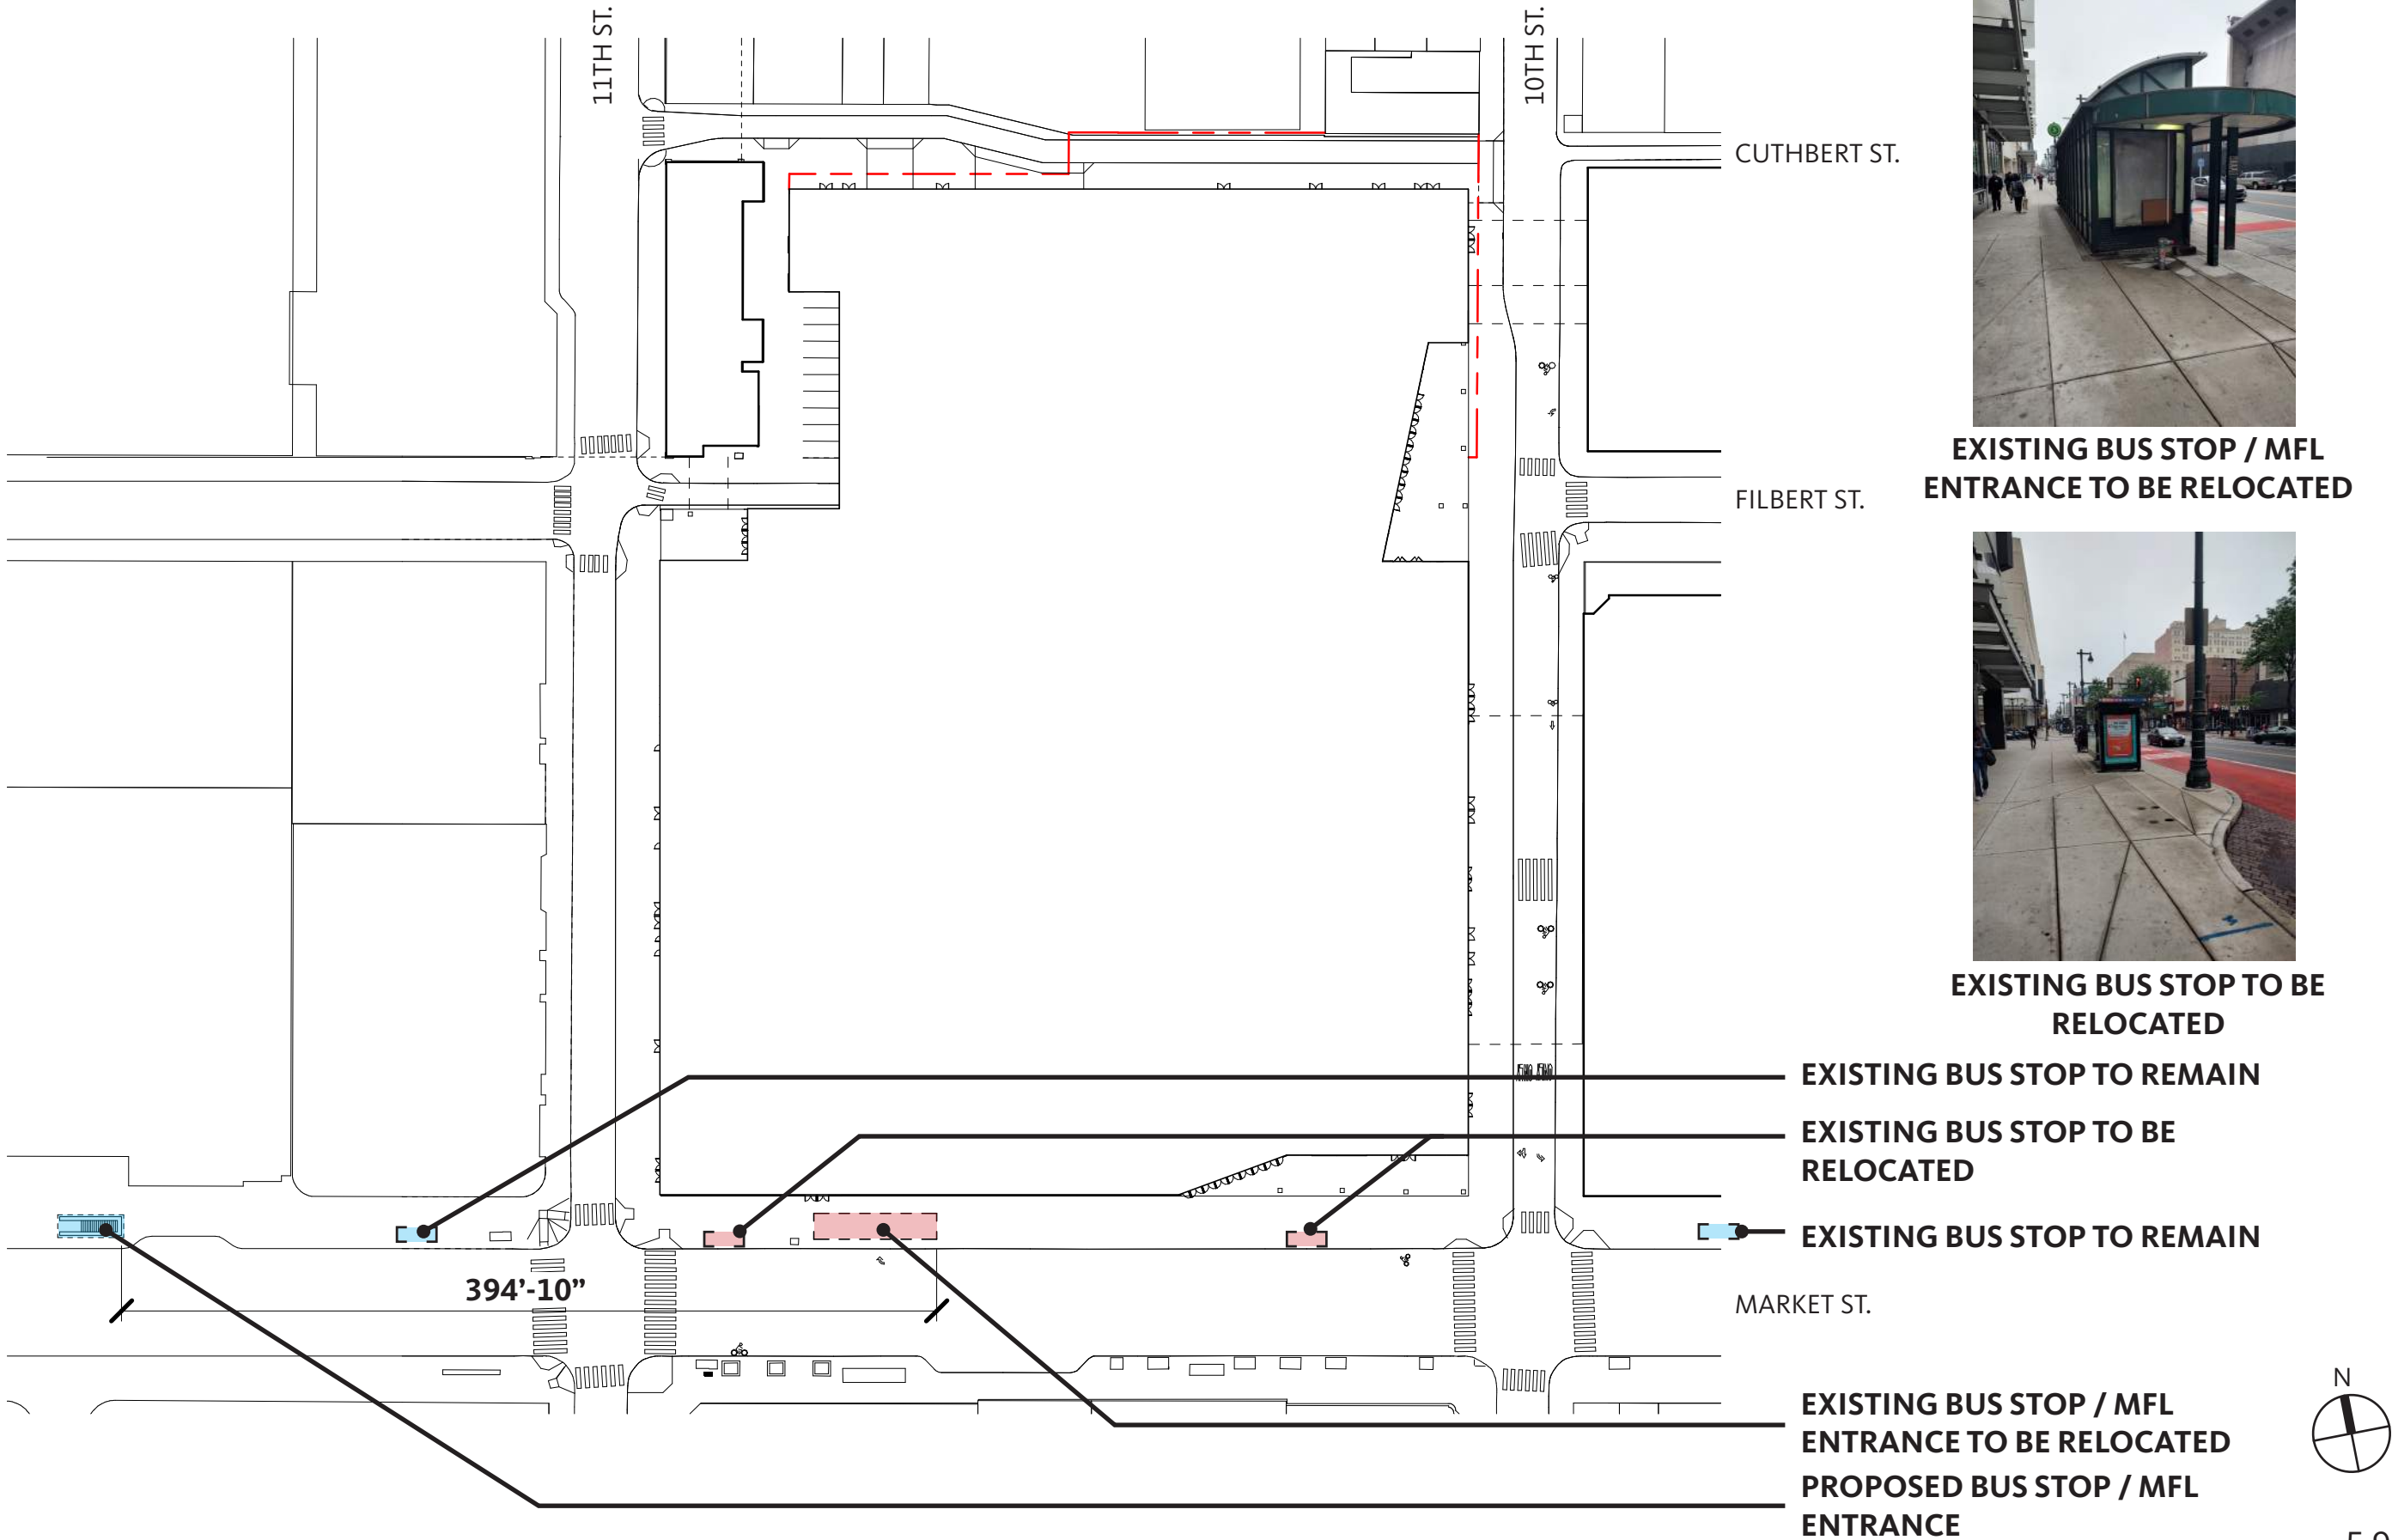 11TH ST.
10TH ST.
CUTHBERT ST.
FILBERT ST.
EXISTING BUS STOP / MFL
ENTRANCE TO BE RELOCATED
EXISTING BUS STOP TO BE
RELOCATED
EXISTING BUS STOP TO REMAIN
EXISTING BUS STOP TO BE
RELOCATED
EXISTING BUS STOP TO REMAIN
394’-10”
MARKET ST.
N
EXISTING BUS STOP / MFL
ENTRANCE TO BE RELOCATED
PROPOSED BUS STOP / MFL
ENTRANCE